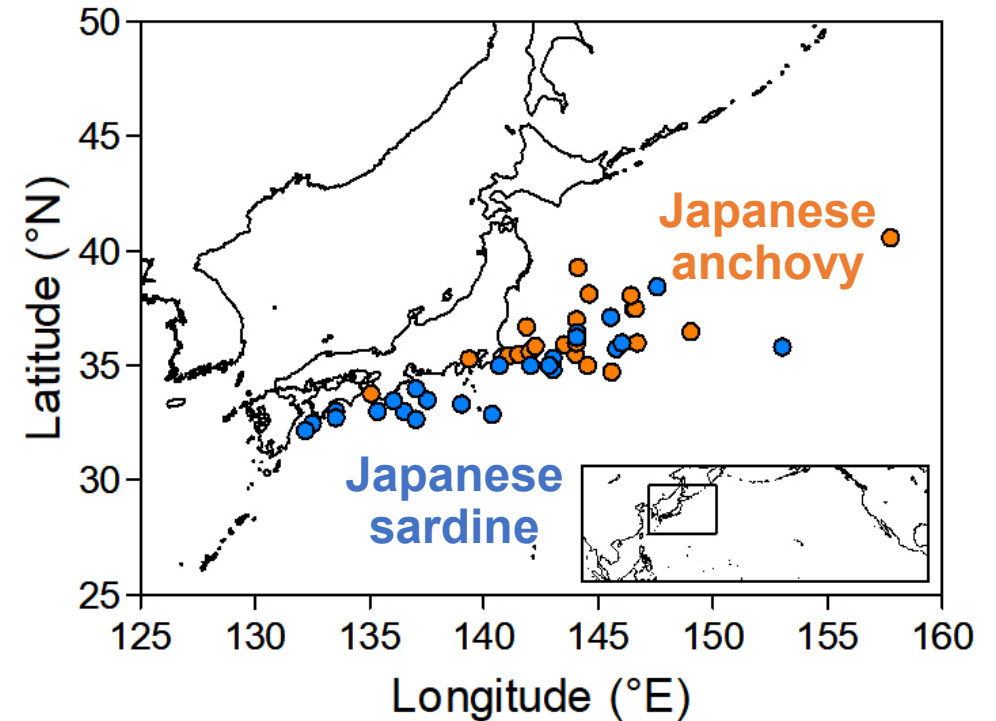 50
45
40
35
30
25
Latitude (°N)
Japanese
anchovy
Japanese
sardine
125 130 135 140 145 150 155 160
Longitude (°E)